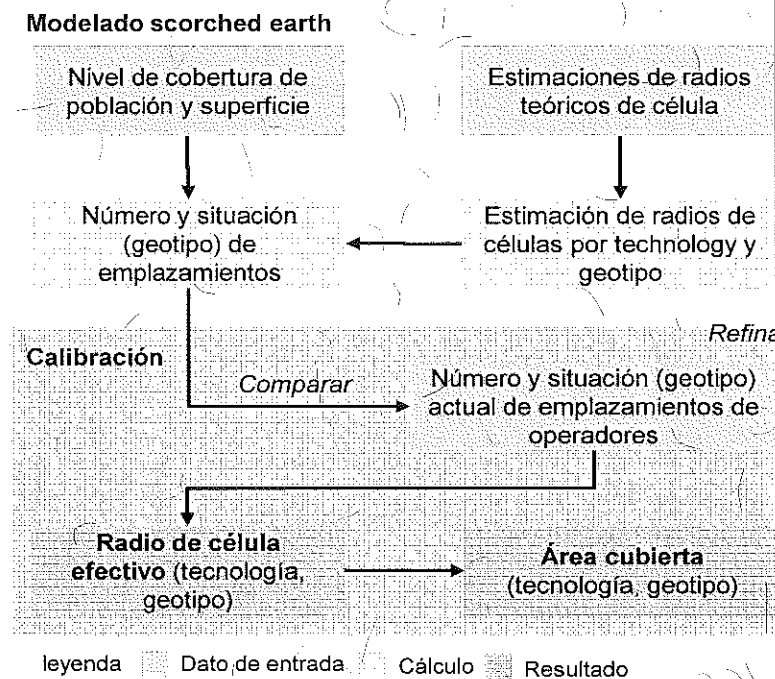 Modelado scorched earth
Nivel de cobertura de
población y superficie
Estimaciones de radios
teóricos de célula
Número y situación
(geotipo) de
emplazamientos
Estimación de radios de
células por technology y
geotipo
Refina
Calibración
Comparar
Número y situación (geotipo)
actual de emplazamientos de
operadores
Radio de célula
efectivo (tecnología,
geotipo)
Área cubierta
(tecnología, geotipo)
leyenda Dato de entrada Cálculo Resultado